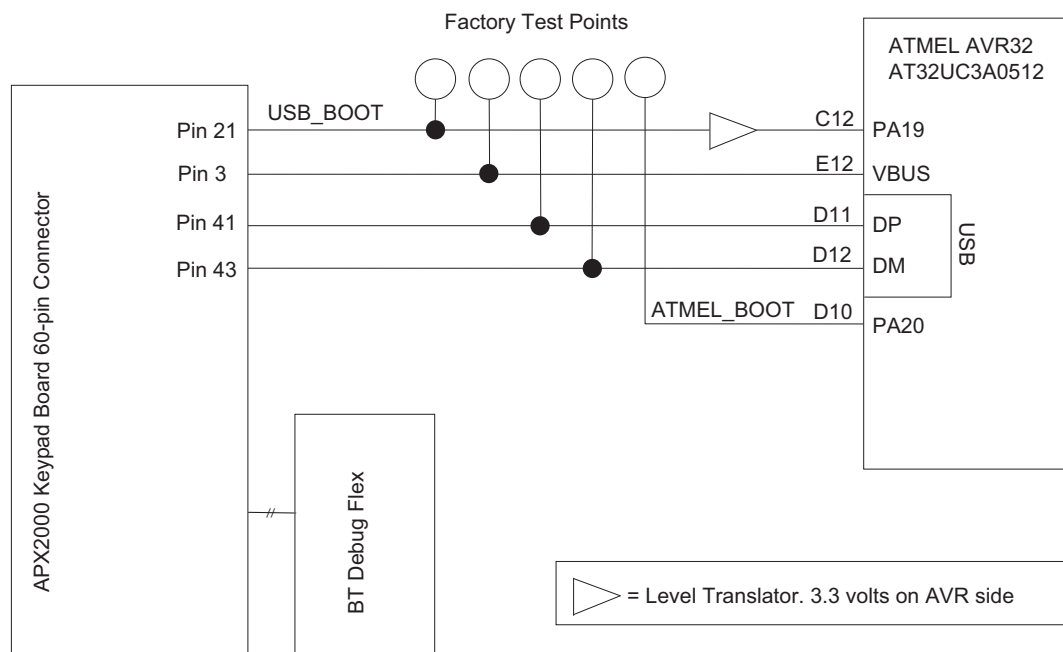 Factory Test Points
ATMEL AVR32
AT32UC3A0512
APX2000 Keypad Board 60-pin Connector
Pin 21
USB_BOOT
C12
PA19
Pin 3
E12
VBUS
Pin 41
D11
DP
Pin 43
D12
DM
USB
ATMEL_BOOT
D10
PA20
BT Debug Flex
= Level Translator. 3.3 volts on AVR side